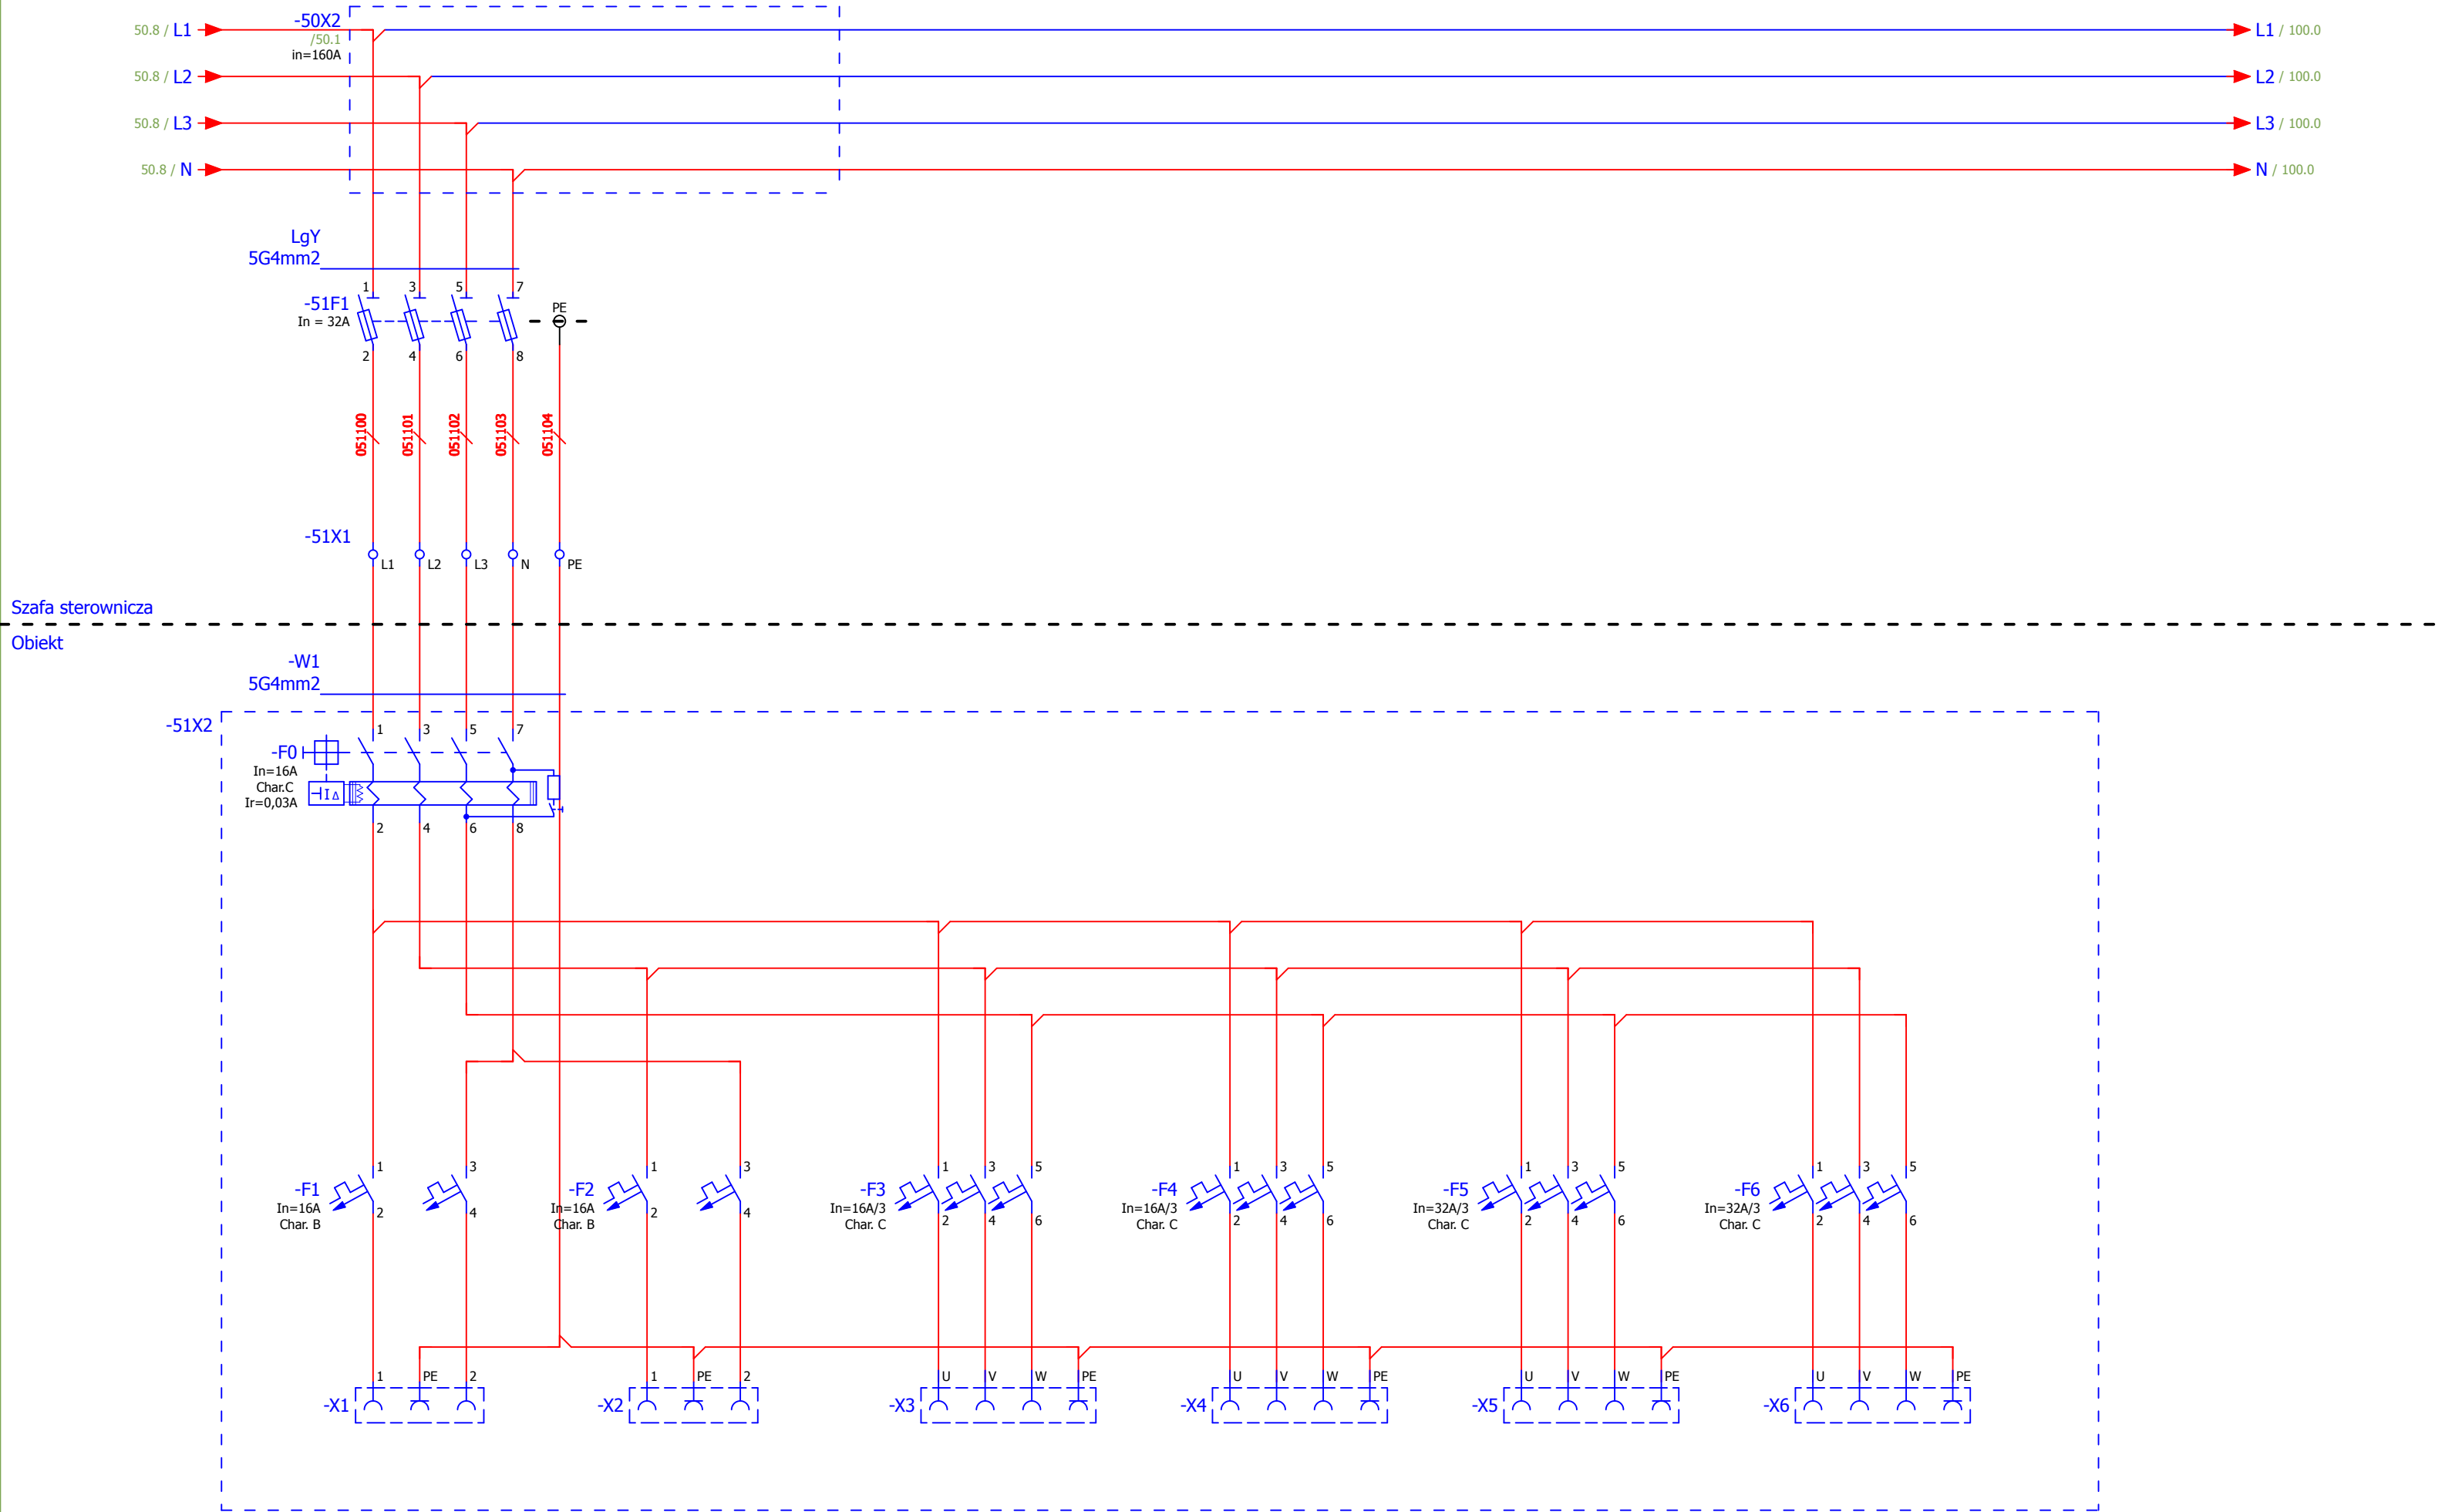 50.8 / L1
-50X2
/50.1
in=160A
L1 / 100.0
50.8 / L2
L2 / 100.0
50.8 / L3
L3 / 100.0
50.8 / N
N / 100.0
LgY
5G4mm2
-51F1
In = 32A
1 3 5 7
PE
2 4 6 8
051100 051101 051102 051103 051104
-51X1
L1 L2 L3 N PE
Szafa sterownicza
Obiekt
-W1
5G4mm2
-51X2
-F0
In=16A
Char.C
Ir=0,03A
1 3 5 7
I Δ
2 4 6 8
1 3 1 3 1 3 5 1 3 5 1 3 5 1 3 5
-F1
In=16A
Char. B
-F2
In=16A
Char. B
-F3
In=16A/3
Char. C
-F4
In=16A/3
Char. C
-F5
In=32A/3
Char. C
-F6
In=32A/3
Char. C
2 4 2 4 2 4 6 2 4 6 2 4 6 2 4 6
1 PE 2 1 PE 2 U V W PE U V W PE U V W PE U V W PE
-X1 -X2 -X3 -X4 -X5 -X6